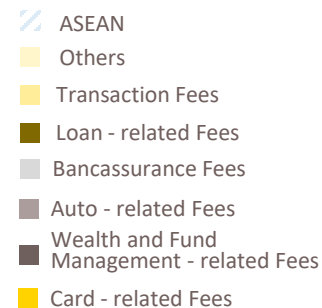 ASEAN
Others
Transaction Fees
Loan - related Fees
Bancassurance Fees
Auto - related Fees
Wealth and Fund
Management - related Fees
Card - related Fees